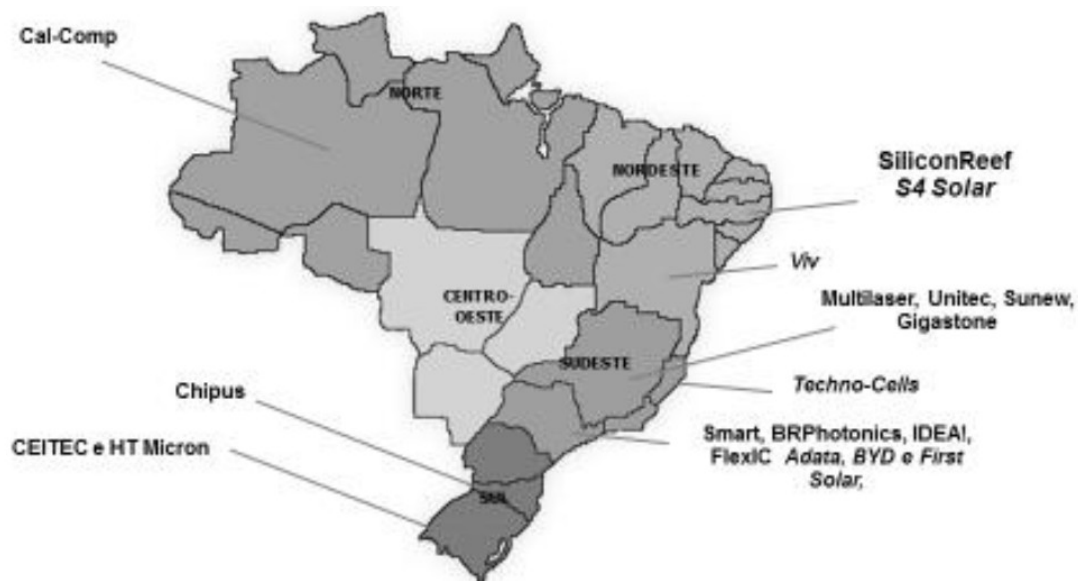 Cal-Comp
NORTE
NORDESTE
SiliconReef
S4 Solar
Viv
CENTRO-
OESTE
Multilaser, Unitec, Sunew,
Gigastone
SUDESTE
Techno-Cells
Chipus
Smart, BRPhotonics, IDEA!,
FlexIC Adata, BYD e First
Solar,
CEITEC e HT Micron
SUL